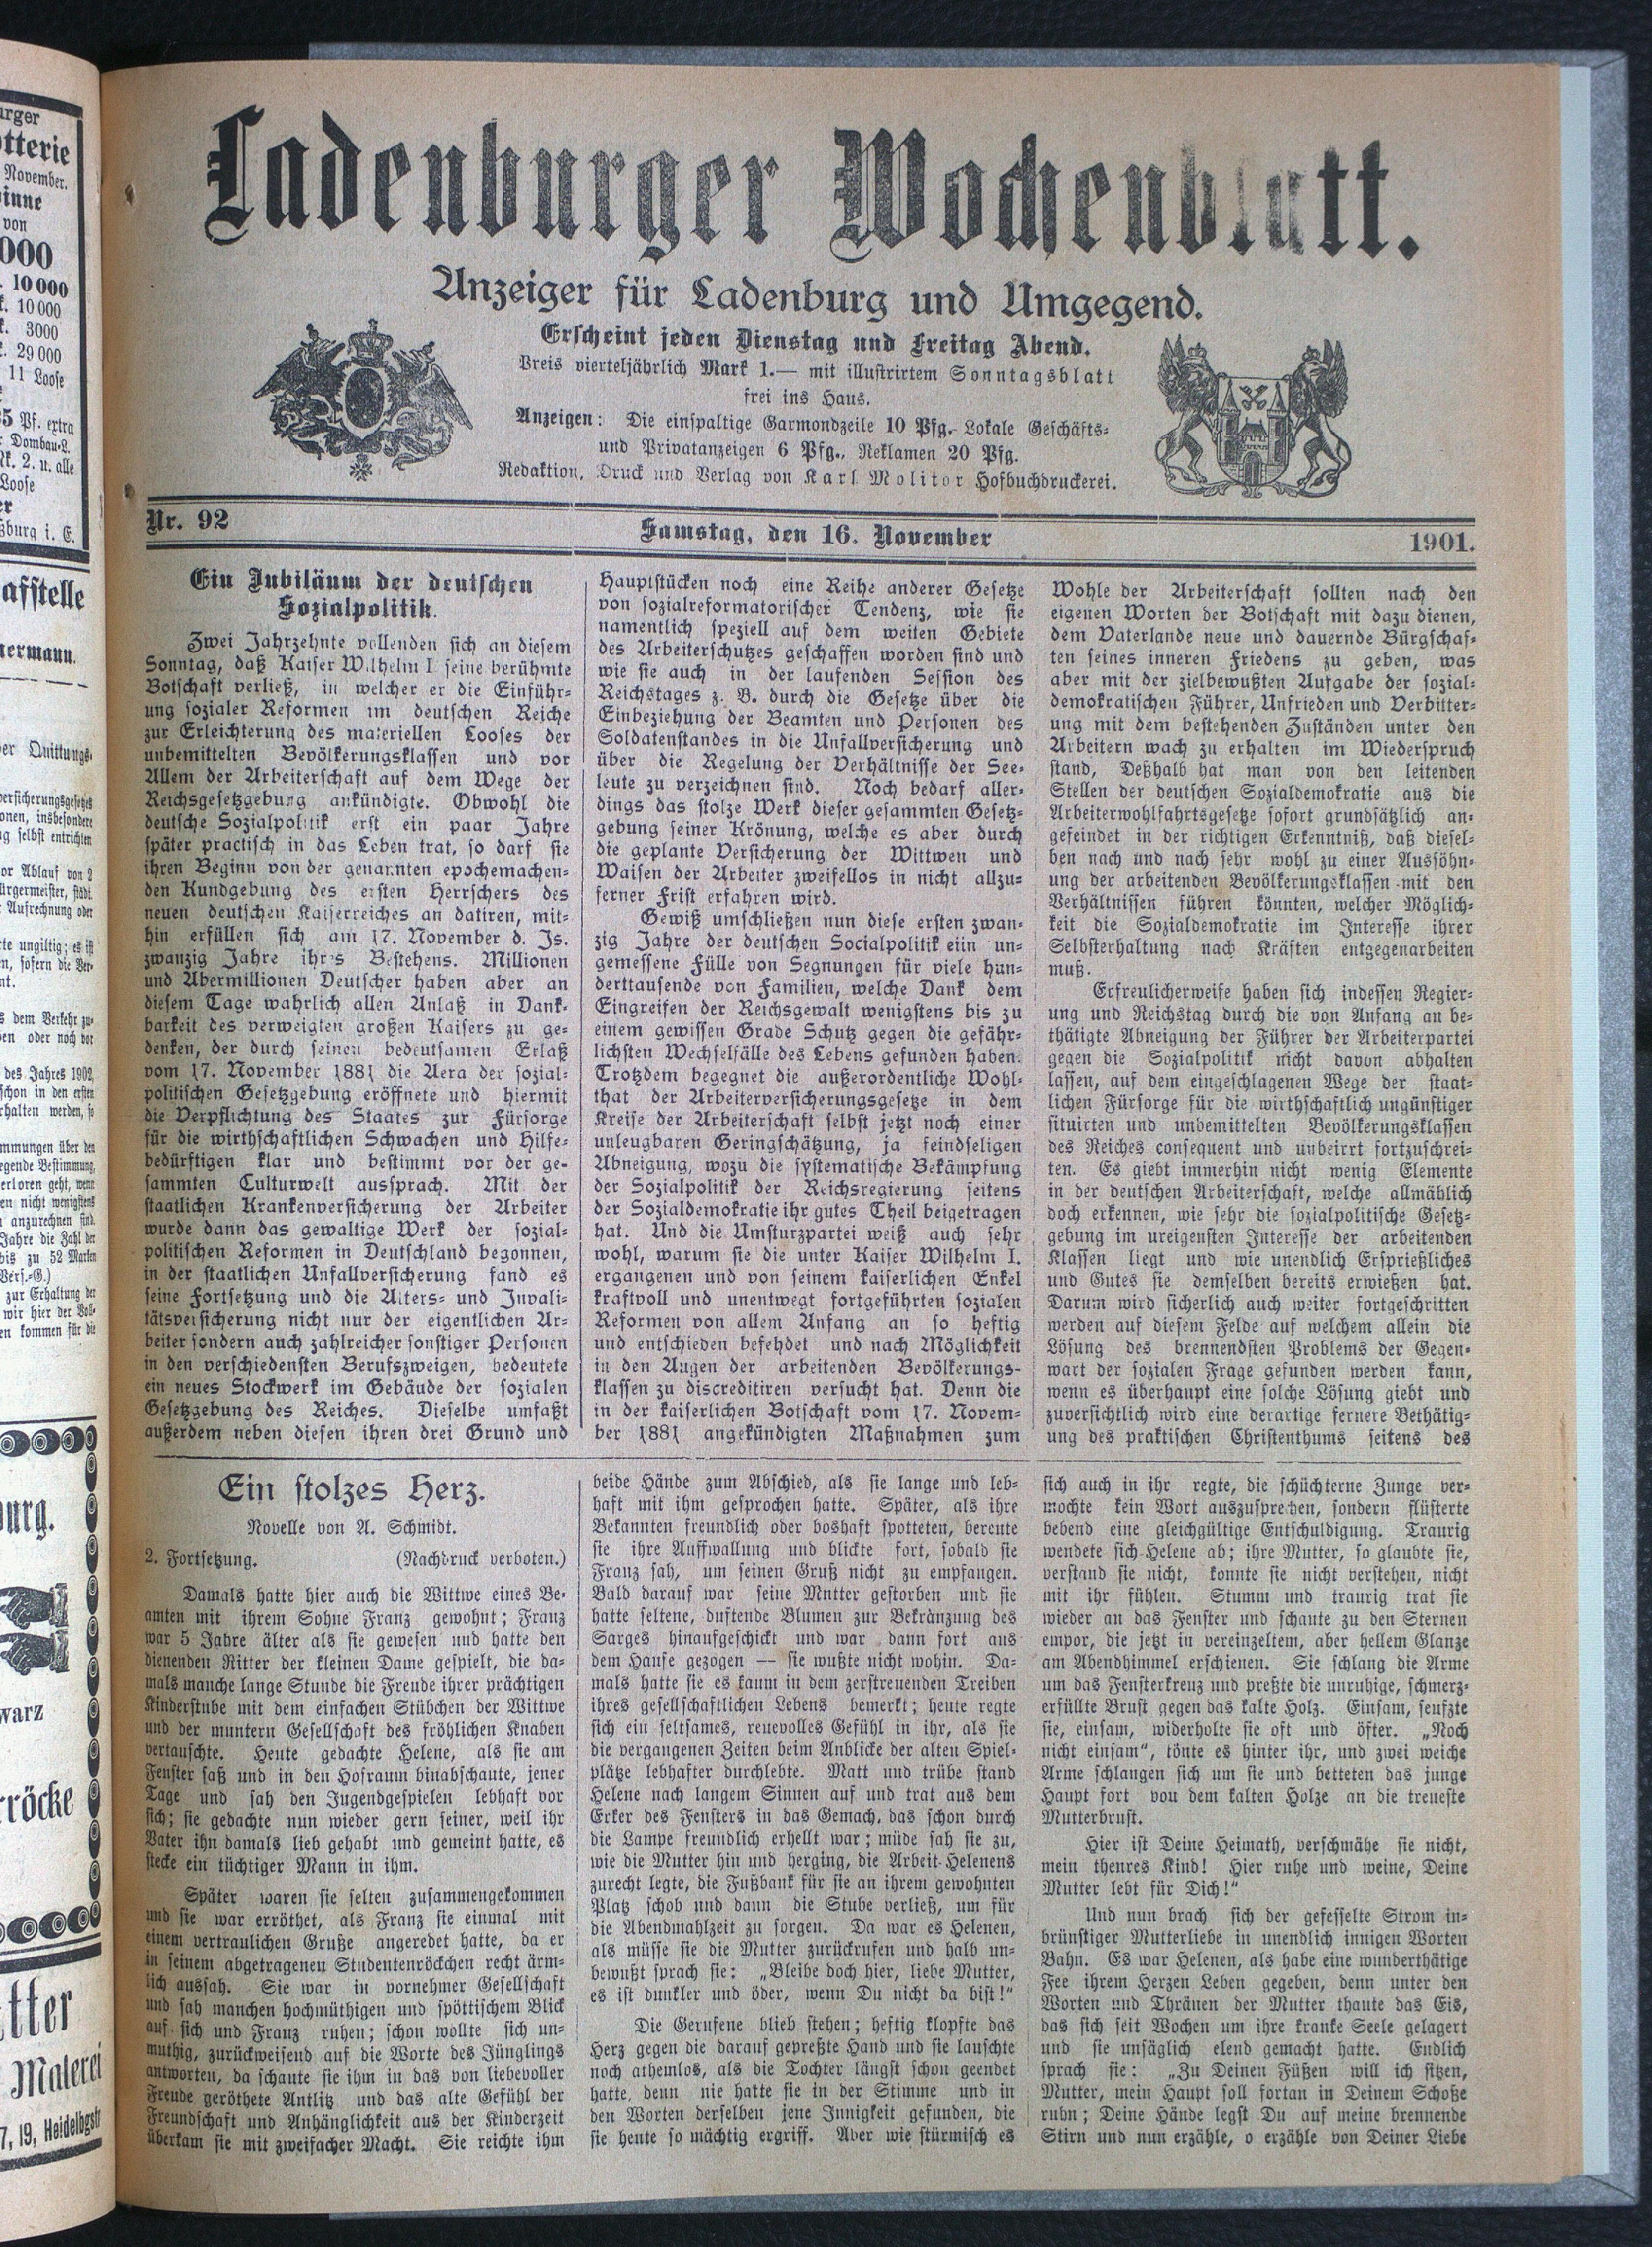 Ladenburger Wochenblatt.
Anzeiger für Ladenburg und Umgegend.
Erscheint jeden Dienstag und Freitag Abend.
Preis vierteljährlich Mark 1.— mit illustrirtem Sonntagsblatt
frei ins Haus.
Anzeigen: Die einspaltige Garmondzeile 10 Pfg. Lokale Geschäfts-
und Privatanzeigen 6 Pfg., Reklamen 20 Pfg.
Redaktion, Druck und Verlag von Karl Molitor Hofbuchdruckerei.
Nr. 92
Samstag, den 16. November
1901.
Ein Jubiläum der deutschen
Sozialpolitik.
Zwei Jahrzehnte vollenden sich an diesem
Sonntag, daß Kaiser Wilhelm I seine berühmte
Botschaft verließ, in welcher er die Einführ-
ung sozialer Reformen im deutschen Reiche
zur Erleichterung des materiellen Looses der
unbemittelten Bevölkerungsklassen und vor
Allem der Arbeiterschaft auf dem Wege der
Reichsgesetzgebung ankündigte. Obwohl die
deutsche Sozialpolitik erst ein paar Jahre
später practisch in das Leben trat, so darf sie
ihren Beginn von der genannten epochemachen-
den Kundgebung des ersten Herrschers des
neuen deutschen Kaiserreiches an datiren, mit-
hin erfüllen sich am 17. November d. Js.
zwanzig Jahre ihres Bestehens. Millionen
und Abermillionen Deutscher haben aber an
diesem Tage wahrlich allen Anlaß in Dank-
barkeit des verweigten großen Kaisers zu ge-
denken, der durch seinen bedeutsamen Erlaß
vom 17. November 1881 die Aera der sozial-
politischen Gesetzgebung eröffnete und hiermit
die Verpflichtung des Staates zur Fürsorge
für die wirthschaftlichen Schwachen und Hilfe-
bedürftigen klar und bestimmt vor der ge-
sammten Culturwelt aussprach. Mit der
staatlichen Krankenversicherung der Arbeiter
wurde dann das gewaltige Werk der sozial-
politischen Reformen in Deutschland begonnen,
in der staatlichen Unfallversicherung fand es
seine Fortsetzung und die Alters- und Invali-
tätsversicherung nicht nur der eigentlichen Ar-
beiter sondern auch zahlreicher sonstiger Personen
in den verschiedensten Berufszweigen, bedeutete
ein neues Stockwerk im Gebäude der sozialen
Gesetzgebung des Reiches. Dieselbe umfaßt
außerdem neben diesen ihren drei Grund und
Hauptstücken noch eine Reihe anderer Gesetze
von sozialreformatorischer Tendenz, wie sie
namentlich speziell auf dem weiten Gebiete
des Arbeiterschutzes geschaffen worden sind und
wie sie auch in der laufenden Session des
Reichstages z. B. durch die Gesetze über die
Einbeziehung der Beamten und Personen des
Soldatenstandes in die Unfallversicherung und
über die Regelung der Verhältnisse der See-
leute zu verzeichnen sind. Noch bedarf aller-
dings das stolze Werk dieser gesammten Gesetz-
gebung seiner Krönung, welche es aber durch
die geplante Versicherung der Wittwen und
Waisen der Arbeiter zweifellos in nicht allzu-
ferner Frist erfahren wird.
Gewiß umschließen nun diese ersten zwan-
zig Jahre der deutschen Socialpolitik eiin un-
gemessene Fülle von Segnungen für viele hun-
derttausende von Familien, welche Dank dem
Eingreifen der Reichsgewalt wenigstens bis zu
einem gewissen Grade Schutz gegen die gefähr-
lichsten Wechselfälle des Lebens gefunden haben.
Trotzdem begegnet die außerordentliche Wohl-
that der Arbeiterversicherungsgesetze in dem
Kreise der Arbeiterschaft selbst jetzt noch einer
unleugbaren Geringschätzung, ja feindseligen
Abneigung, wozu die systematische Bekämpfung
der Sozialpolitik der Reichsregierung seitens
der Sozialdemokratie ihr gutes Theil beigetragen
hat. Und die Umsturzpartei weiß auch sehr
wohl, warum sie die unter Kaiser Wilhelm I.
ergangenen und von seinem kaiserlichen Enkel
kraftvoll und unentwegt fortgeführten sozialen
Reformen von allem Anfang an so heftig
und entschieden befehdet und nach Möglichkeit
in den Augen der arbeitenden Bevölkerungs-
klassen zu discreditiren versucht hat. Denn die
in der kaiserlichen Botschaft vom 17. Novem-
ber 1881 angekündigten Maßnahmen zum
Wohle der Arbeiterschaft sollten nach den
eigenen Worten der Botschaft mit dazu dienen,
dem Vaterlande neue und dauernde Bürgschaf-
ten seines inneren Friedens zu geben, was
aber mit der zielbewußten Aufgabe der sozial-
demokratischen Führer, Unfrieden und Verbitter-
ung mit dem bestehenden Zuständen unter den
Arbeitern wach zu erhalten im Wiederspruch
stand, Deßhalb hat man von den leitenden
Stellen der deutschen Sozialdemokratie aus die
Arbeiterwohlfahrtsgesetze sofort grundsätzlich an-
gefeindet in der richtigen Erkenntniß, daß diesel-
ben nach und nach sehr wohl zu einer Aussöhn-
ung der arbeitenden Bevölkerungsklassen mit den
Verhältnissen führen könnten, welcher Möglich-
keit die Sozialdemokratie im Interesse ihrer
Selbsterhaltung nach Kräften entgegenarbeiten
muß.
Erfreulicherweise haben sich indessen Regier-
ung und Reichstag durch die von Anfang an be-
thätigte Abneigung der Führer der Arbeiterpartei
gegen die Sozialpolitik nicht davon abhalten
lassen, auf dem eingeschlagenen Wege der staat-
lichen Fürsorge für die wirthschaftlich ungünstiger
situirten und unbemittelten Bevölkerungsklassen
des Reiches consequent und unbeirrt fortzuschrei-
ten. Es giebt immerhin nicht wenig Elemente
in der deutschen Arbeiterschaft, welche allmählich
doch erkennen, wie sehr die sozialpolitische Gesetz-
gebung im ureigensten Interesse der arbeitenden
Klassen liegt und wie unendlich Ersprießliches
und Gutes sie demselben bereits erwießen hat.
Darum wird sicherlich auch weiter fortgeschritten
werden auf diesem Felde auf welchem allein die
Lösung des brennendsten Problems der Gegen-
wart der sozialen Frage gefunden werden kann,
wenn es überhaupt eine solche Lösung giebt und
zuversichtlich wird eine derartige fernere Bethätig-
ung des praktischen Christenthums seitens des
Ein stolzes Herz.
Novelle von A. Schmidt.
2. Fortsetzung. (Nachdruck verboten.)
Damals hatte hier auch die Wittwe eines Be-
amten mit ihrem Sohne Franz gewohnt; Franz
war 5 Jahre älter als sie gewesen und hatte den
dienenden Ritter der kleinen Dame gespielt, die da-
mals manche lange Stunde die Freude ihrer prächtigen
Kinderstube mit dem einfachen Stübchen der Wittwe
und der muntern Gesellschaft des fröhlichen Knaben
vertauschte. Heute gedachte Helene, als sie am
Fenster saß und in den Hofraum hinabschaute, jener
Tage und sah den Jugendgespielen lebhaft vor
sich; sie gedachte nun wieder gern seiner, weil ihr
Vater ihn damals lieb gehabt und gemeint hatte, es
stecke ein tüchtiger Mann in ihm.
Später waren sie selten zusammengekommen
und sie war erröthet, als Franz sie einmal mit
einem vertraulichen Gruße angeredet hatte, da er
in seinem abgetragenen Studentenröckchen recht ärm-
lich aussah. Sie war in vornehmer Gesellschaft
und sah manchen hochmüthigen und spöttischem Blick
auf sich und Franz ruhen; schon wollte sich un-
muthig, zurückweisend auf die Worte des Jünglings
antworten, da schaute sie ihm in das von liebevoller
Freude geröthete Antlitz und das alte Gefühl der
Freundschaft und Anhänglichkeit aus der Kinderzeit
überkam sie mit zweifacher Macht. Sie reichte ihm
beide Hände zum Abschied, als sie lange und leb-
haft mit ihm gesprochen hatte. Später, als ihre
Bekannten freundlich oder boshaft spotteten, bereute
sie ihre Auffwallung und blickte fort, sobald sie
Franz sah, um seinen Gruß nicht zu empfangen.
Bald darauf war seine Mutter gestorben und sie
hatte seltene, duftende Blumen zur Bekränzung des
Sarges hinaufgeschickt und war dann fort aus
dem Hause gezogen — sie wußte nicht wohin. Da-
mals hatte sie es kaum in dem zerstreuenden Treiben
ihres gesellschaftlichen Lebens bemerkt; heute regte
sich ein seltsames, reuevolles Gefühl in ihr, als sie
die vergangenen Zeiten beim Anblicke der alten Spiel-
plätze lebhafter durchlebte. Matt und trübe stand
Helene nach langem Sinnen auf und trat aus dem
Erker des Fensters in das Gemach, das schon durch
die Lampe freundlich erhellt war; müde sah sie zu,
wie die Mutter hin und herging, die Arbeit Helenens
zurecht legte, die Fußbank für sie an ihrem gewohnten
Platz schob und dann die Stube verließ, um für
die Abendmahlzeit zu sorgen. Da war es Helenen,
als müsse sie die Mutter zurückrufen und halb un-
bewußt sprach sie: „Bleibe doch hier, liebe Mutter,
es ist dunkler und öder, wenn Du nicht da bist!"
Die Gerufene blieb stehen; heftig klopfte das
Herz gegen die darauf gepreßte Hand und sie lauschte
noch athemlos, als die Tochter längst schon geendet
hatte, denn nie hatte sie in der Stimme und in
den Worten derselben jene Innigkeit gefunden, die
sie heute so mächtig ergriff. Aber wie stürmisch es
sich auch in ihr regte, die schüchterne Zunge ver-
mochte kein Wort auszusprechen, sondern flüsterte
bebend eine gleichgültige Entschuldigung. Traurig
wendete sich Helene ab; ihre Mutter, so glaubte sie,
verstand sie nicht, konnte sie nicht verstehen, nicht
mit ihr fühlen. Stumm und traurig trat sie
wieder an das Fenster und schaute zu den Sternen
empor, die jetzt in vereinzeltem, aber hellem Glanze
am Abendhimmel erschienen. Sie schlang die Arme
um das Fensterkreuz und preßte die unruhige, schmerz-
erfüllte Brust gegen das kalte Holz. Einsam, seufzte
sie, einsam, widerholte sie oft und öfter. „Noch
nicht einsam“, tönte es hinter ihr, und zwei weiche
Arme schlangen sich um sie und betteten das junge
Haupt fort von dem kalten Holze an die treueste
Mutterbrust.
Hier ist Deine Heimath, verschmähe sie nicht,
mein theures Kind! Hier ruhe und weine, Deine
Mutter lebt für Dich!“
Und nun brach sich der gefesselte Strom in-
brünstiger Mutterliebe in unendlich innigen Worten
Bahn. Es war Helenen, als habe eine wunderthätige
Fee ihrem Herzen Leben gegeben, denn unter den
Worten und Thränen der Mutter thaute das Eis,
das sich seit Wochen um ihre kranke Seele gelagert
und sie unsäglich elend gemacht hatte. Endlich
sprach sie: „Zu Deinen Füßen will ich sitzen,
Mutter, mein Haupt soll fortan in Deinem Schoße
ruhn; Deine Hände legst Du auf meine brennende
Stirn und nun erzähle, o erzähle von Deiner Liebe